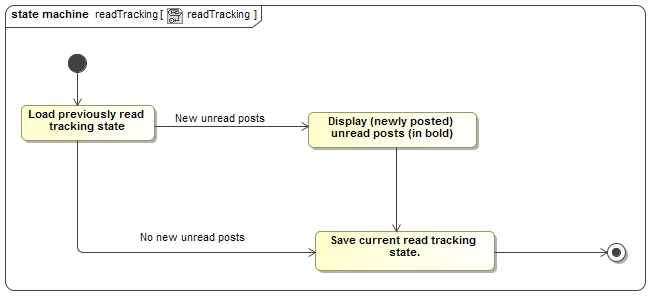 state machine readTracking [ readTracking ]
Load previously read
tracking state
New unread posts
Display (newly posted)
unread posts (in bold)
No new unread posts
Save current read tracking
state.